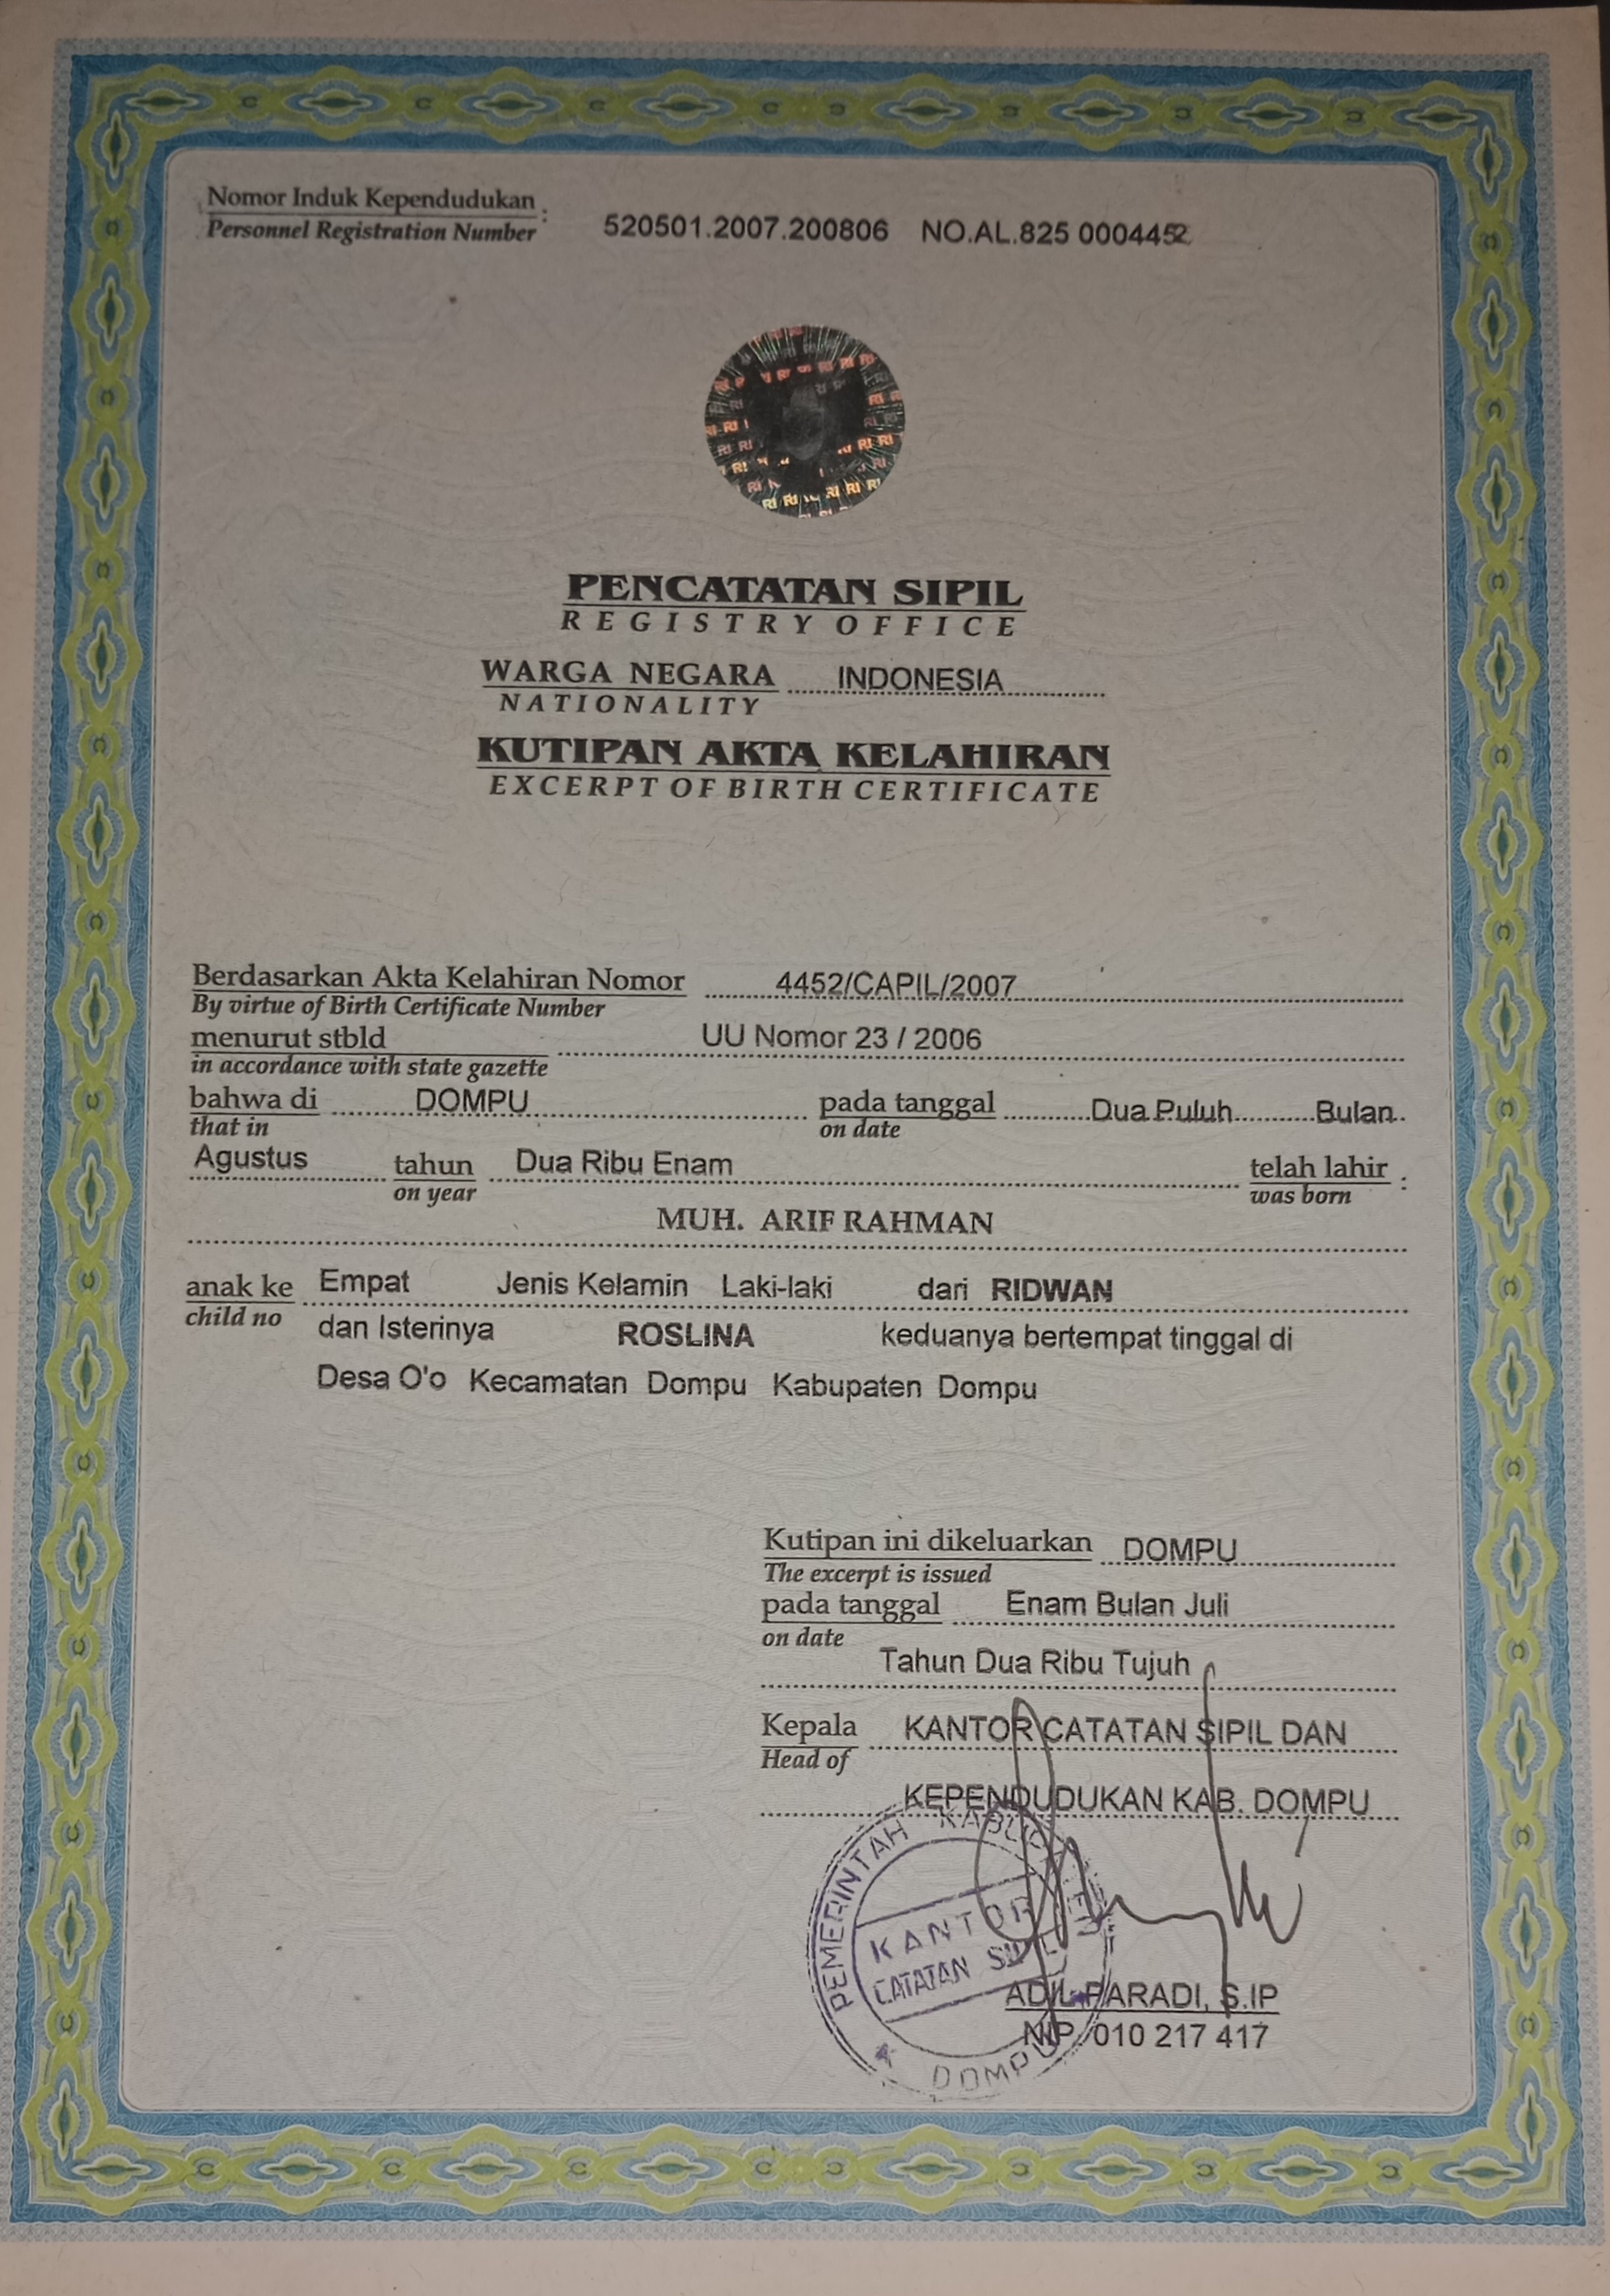 Nomor Induk Kependudukan : 520501.2007.200806 NO.AL.825 0004452
Personnel Registration Number
PENCATATAN SIPIL
REGISTRY OFFICE
WARGA NEGARA INDONESIA
NATIONALITY
KUTIPAN AKTA KELAHIRAN
EXCERPT OF BIRTH CERTIFICATE
Berdasarkan Akta Kelahiran Nomor 4452/CAPIL/2007
By virtue of Birth Certificate Number
menurut stbld UU Nomor 23 / 2006
in accordance with state gazette
bahwa di DOMPU pada tanggal Dua Puluh Bulan
that in on date
Agustus tahun Dua Ribu Enam telah lahir :
on year was born
MUH. ARIF RAHMAN
anak ke Empat Jenis Kelamin Laki-laki dari RIDWAN
child no
dan Isterinya ROSLINA keduanya bertempat tinggal di
Desa O'o Kecamatan Dompu Kabupaten Dompu
Kutipan ini dikeluarkan DOMPU
The excerpt is issued
pada tanggal Enam Bulan Juli
on date
Tahun Dua Ribu Tujuh
Kepala KANTOR CATATAN SIPIL DAN
Head of
KEPENDUDUKAN KAB. DOMPU
PEMERINTAH
KANTOR
CATATAN SIPIL
DOMPU
ADIL PARADI, S.IP
NIP. 010 217 417